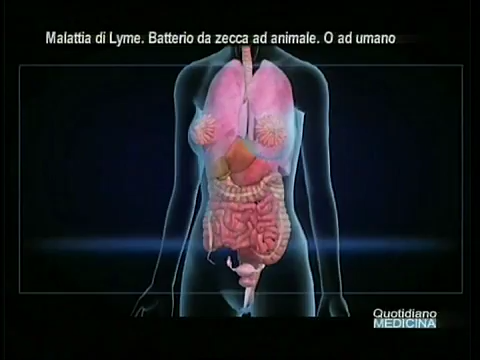 Malattia di Lyme. Batterio da zecca ad animale. O ad umano
Quotidiano
MEDICINA